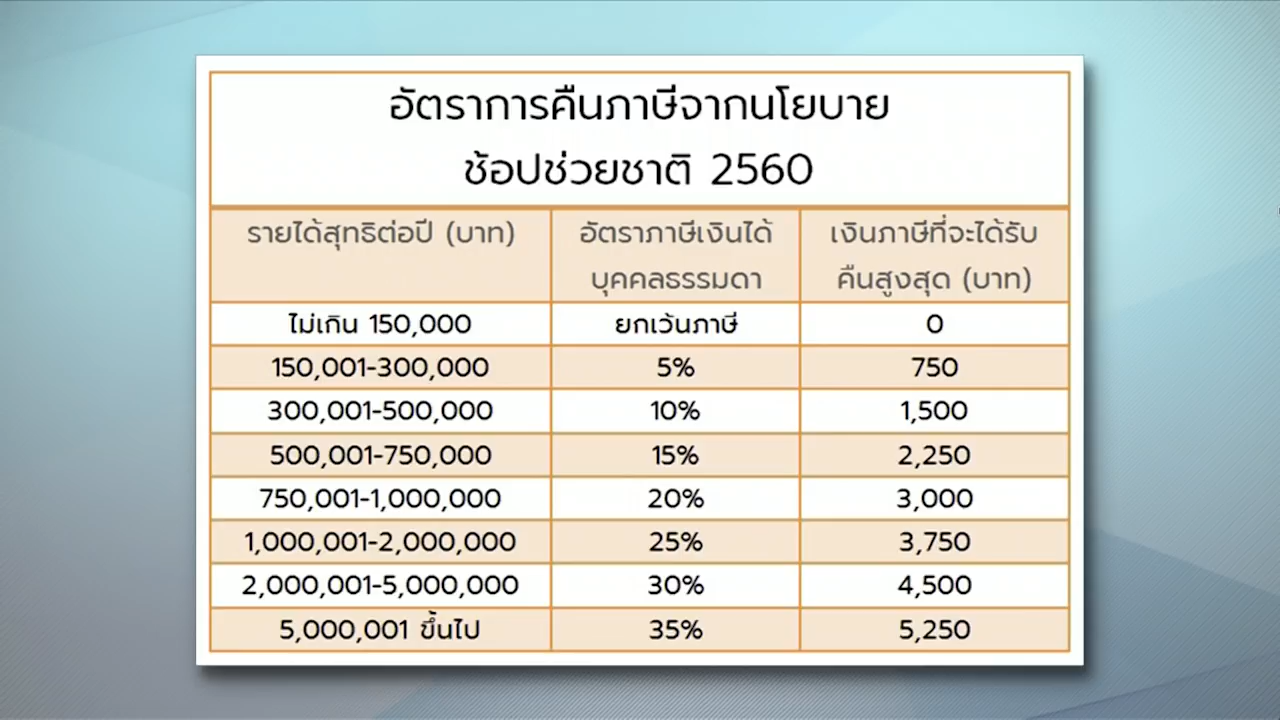 อัตราการคืนภาษีจากนโยบาย
ช้อปช่วยชาติ 2560
รายได้สุทธิต่อปี (บาท) อัตราภาษีเงินได้ เงินภาษีที่จะได้รับ
บุคคลธรรมดา คืนสูงสุด (บาท)
ไม่เกิน 150,000 ยกเว้นภาษี 0
150,001-300,000 5% 750
300,001-500,000 10% 1,500
500,001-750,000 15% 2,250
750,001-1,000,000 20% 3,000
1,000,001-2,000,000 25% 3,750
2,000,001-5,000,000 30% 4,500
5,000,001 ขึ้นไป 35% 5,250